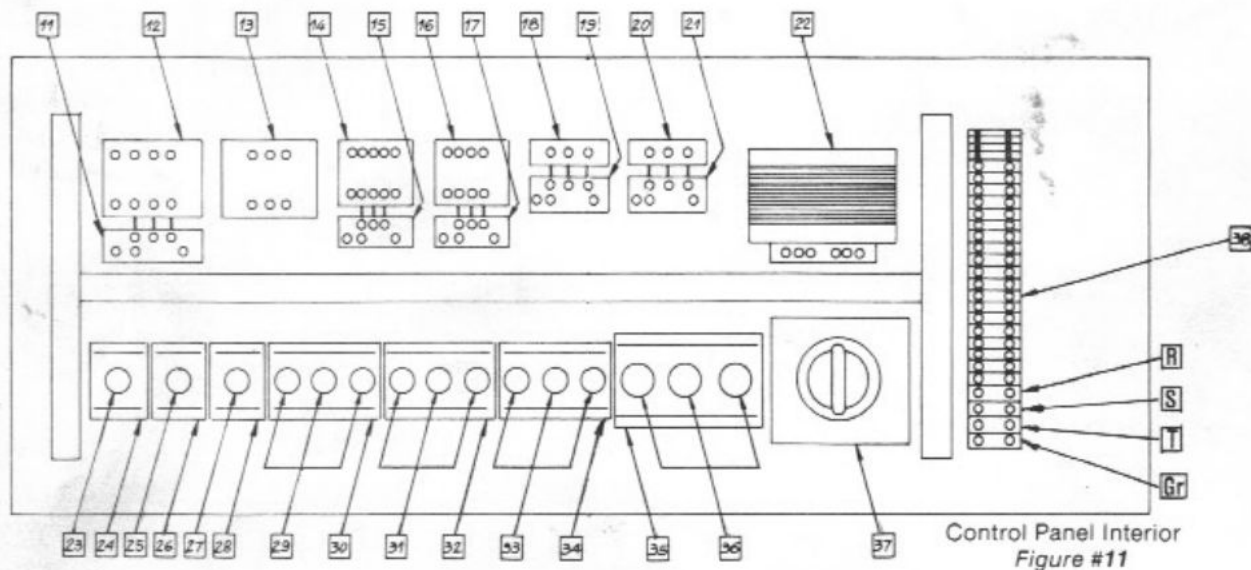 11 12 13 14 15 16 17 18 19 20 21 22
38
R
S
T
Gr
23 24 25 26 27 28 29 30 31 32 33 34 35 36 37
Control Panel Interior
Figure #11